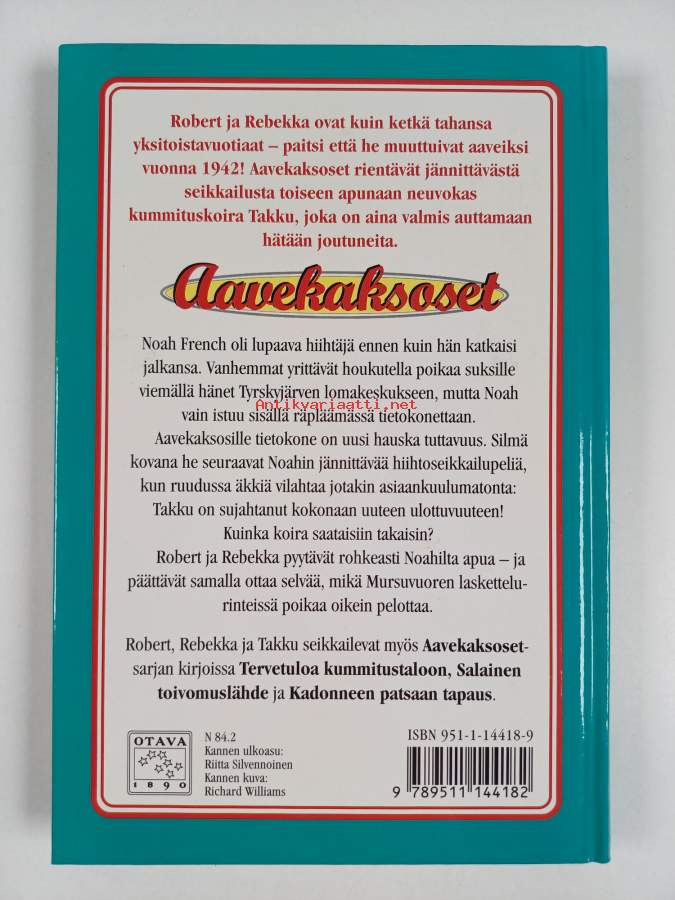 Robert ja Rebekka ovat kuin ketkä tahansa
yksitoistavuotiaat – paitsi että he muuttuivat aaveiksi
vuonna 1942! Aavekaksoset rientävät jännittävästä
seikkailusta toiseen apunaan neuvokas
kummituskoira Takku, joka on aina valmis auttamaan
hätään joutuneita.
Aavekaksoset
Noah French oli lupaava hiihtäjä ennen kuin hän katkaisi
jalkansa. Vanhemmat yrittävät houkutella poikaa suksille
viemällä hänet Tyrskyjärven lomakeskukseen, mutta Noah
Antikvariaatti.net
vain istuu sisällä räpläämässä tietokonettaan.
Aavekaksosille tietokone on uusi hauska tuttavuus. Silmä
kovana he seuraavat Noahin jännittävää hiihtoseikkailupeliä,
kun ruudussa äkkiä vilahtaa jotakin asiaankuulumatonta:
Takku on sujahtanut kokonaan uuteen ulottuvuuteen!
Kuinka koira saataisiin takaisin?
Robert ja Rebekka pyytävät rohkeasti Noahilta apua – ja
päättävät samalla ottaa selvää, mikä Mursuvuoren laskettelu-
rinteissä poikaa oikein pelottaa.
Robert, Rebekka ja Takku seikkailevat myös Aavekaksoset-
sarjan kirjoissa Tervetuloa kummitustaloon, Salainen
toivomuslähde ja Kadonneen patsaan tapaus.
OTAVA
1890
N 84.2
Kannen ulkoasu:
Riitta Silvennoinen
Kannen kuva:
Richard Williams
ISBN 951-1-14418-9
9 789511 144182